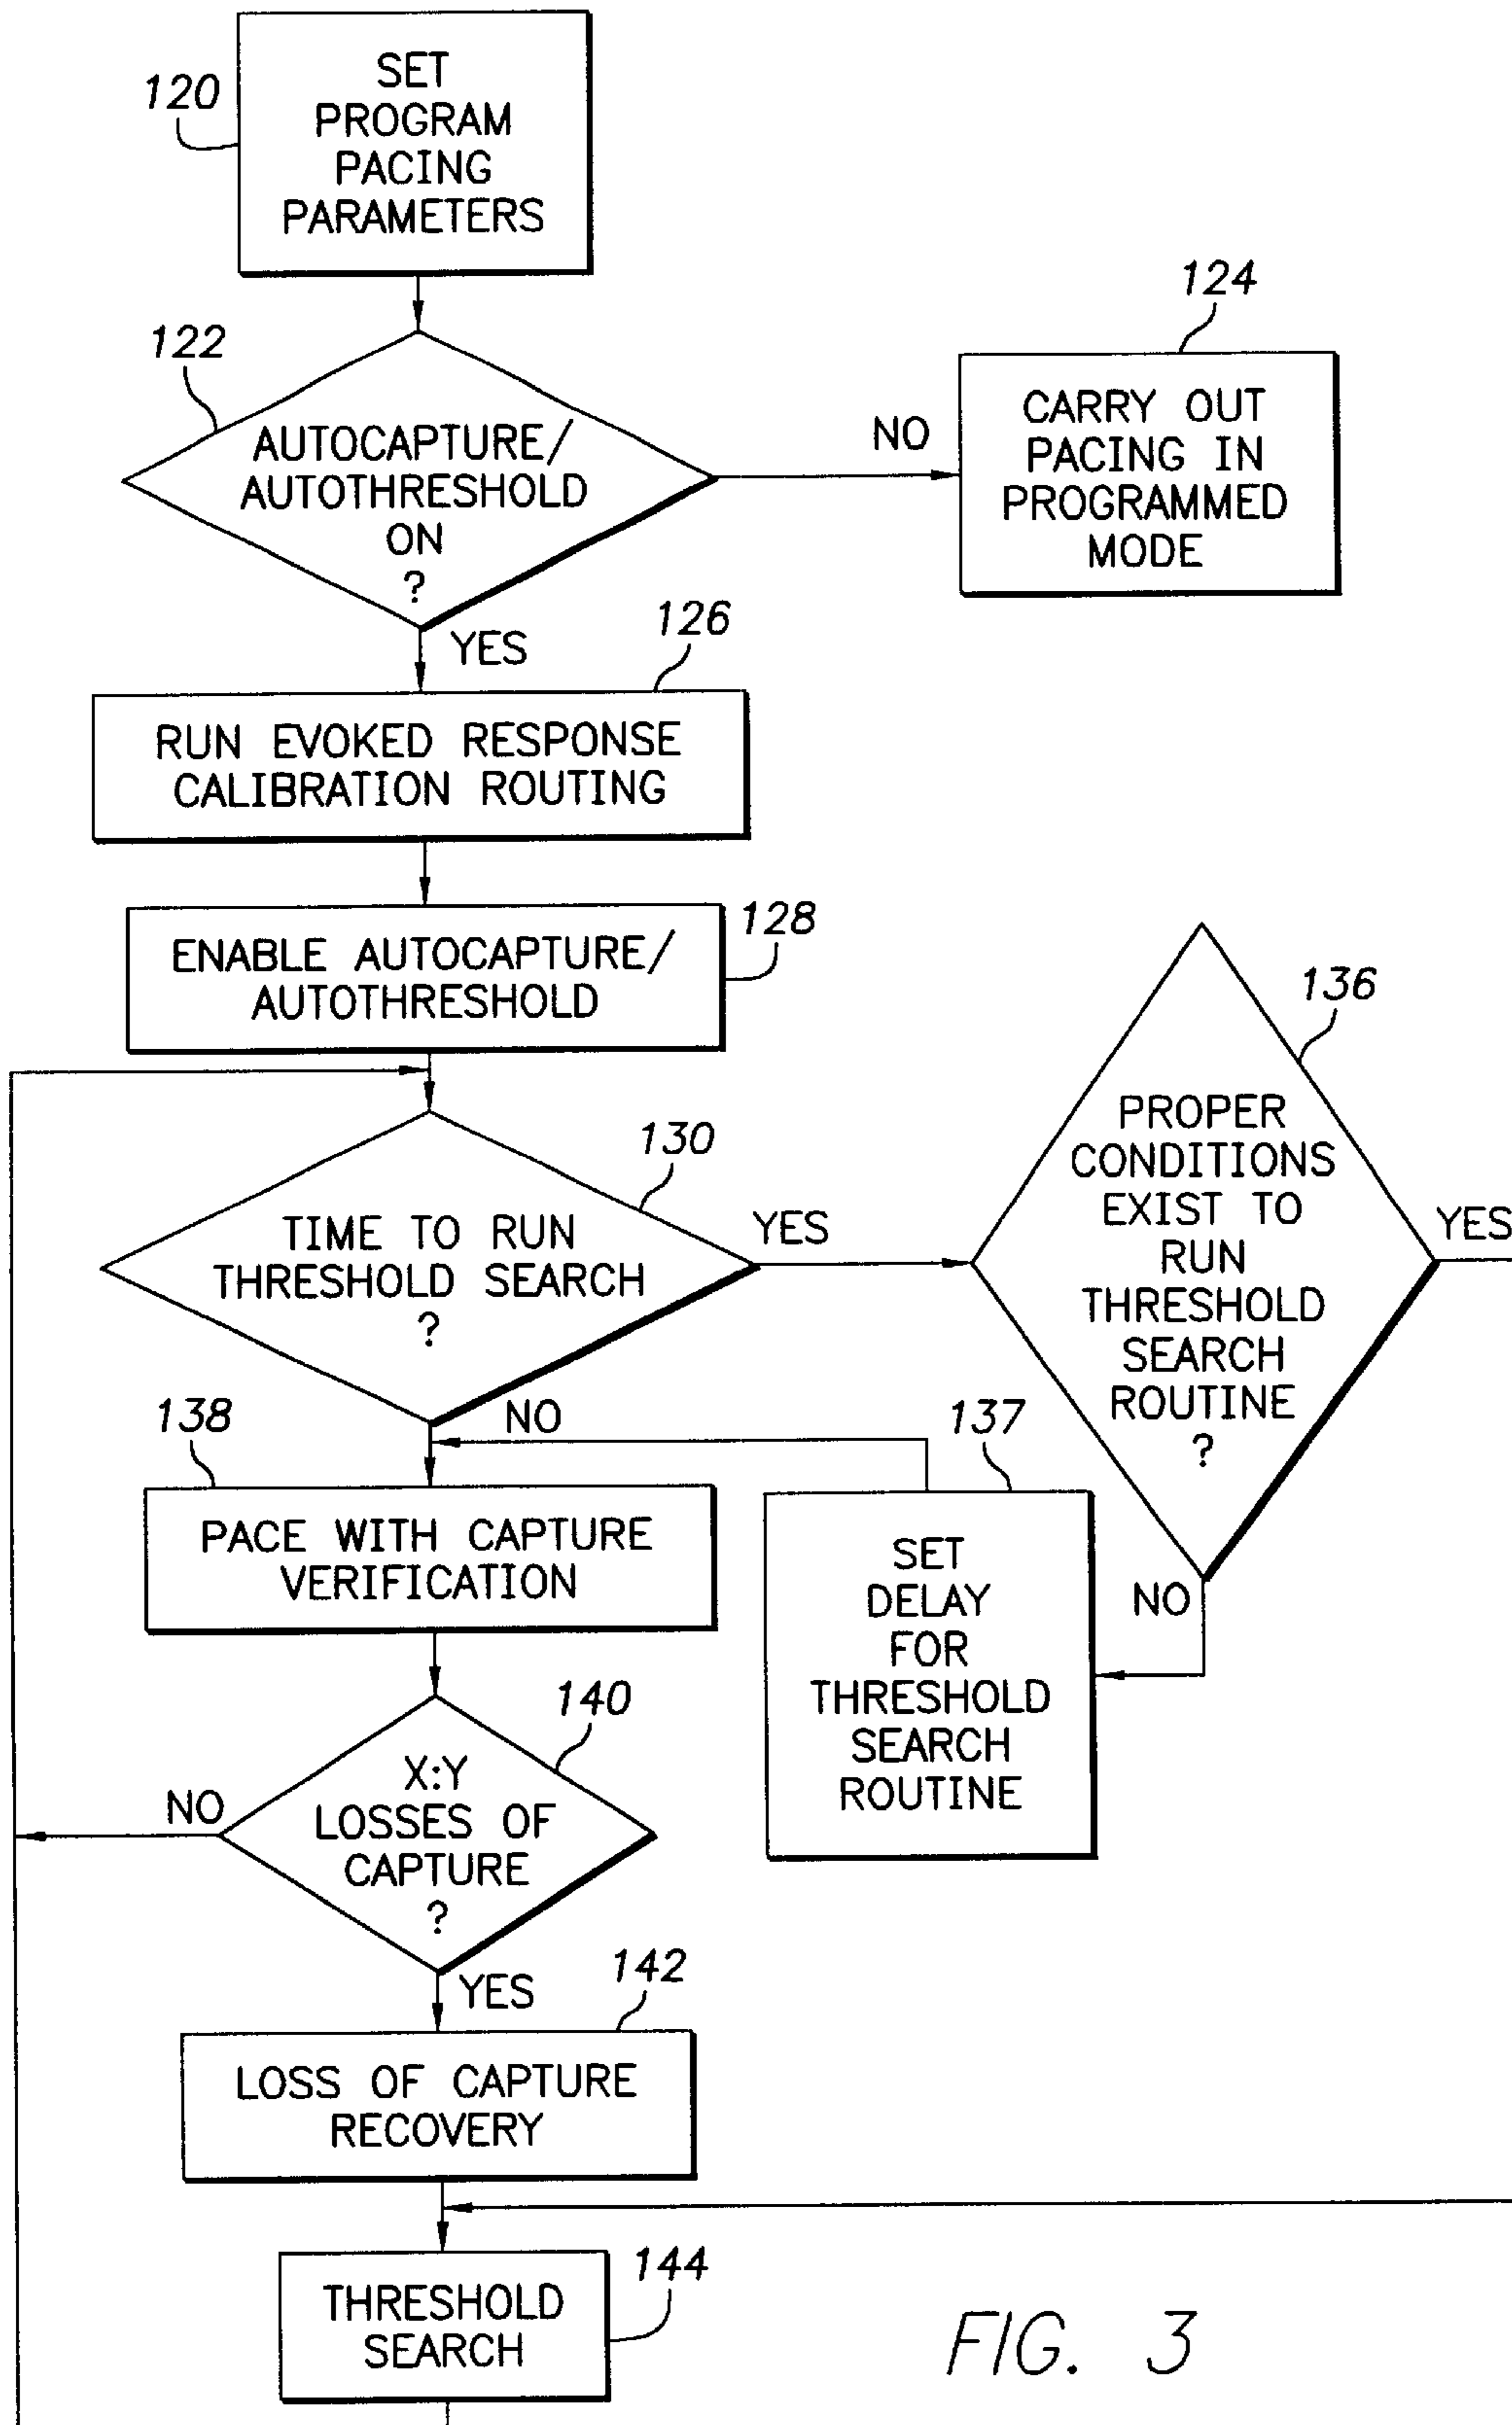 120
SET
PROGRAM
PACING
PARAMETERS
122
AUTOCAPTURE/
AUTOTHRESHOLD
ON
?
NO
124
CARRY OUT
PACING IN
PROGRAMMED
MODE
YES
126
RUN EVOKED RESPONSE
CALIBRATION ROUTING
128
ENABLE AUTOCAPTURE/
AUTOTHRESHOLD
130
TIME TO RUN
THRESHOLD SEARCH
?
YES
136
PROPER
CONDITIONS
EXIST TO
RUN
THRESHOLD
SEARCH
ROUTINE
?
YES
NO
137
SET
DELAY
FOR
THRESHOLD
SEARCH
ROUTINE
NO
138
PACE WITH CAPTURE
VERIFICATION
140
X:Y
LOSSES OF
CAPTURE
?
NO
YES
142
LOSS OF CAPTURE
RECOVERY
144
THRESHOLD
SEARCH
FIG. 3